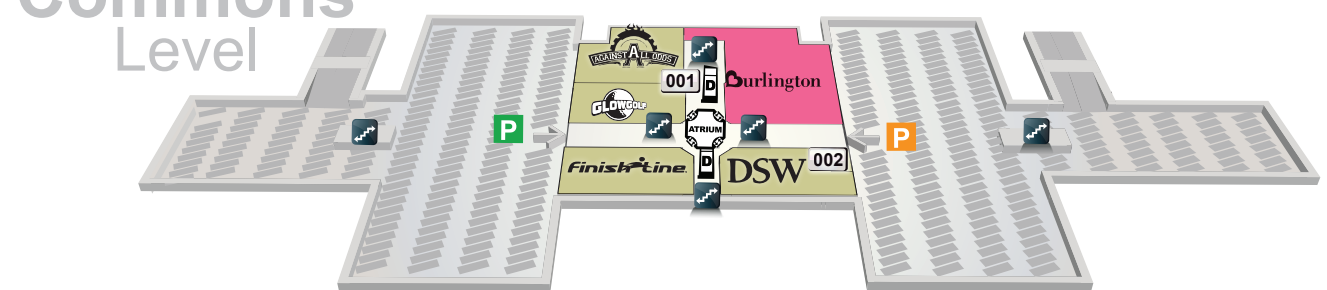 Commons
Level
AGAINST ALL ODDS
001
D
Burlington
GLOWGOLF
P
ATRIUM
P
Finish Line
D
DSW
002